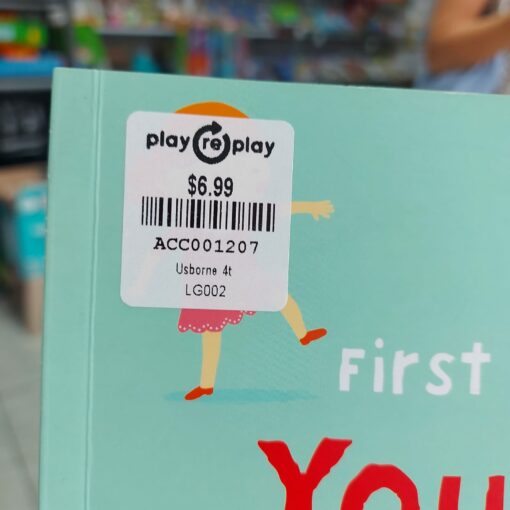 play re play
$6.99
ACC001207
Usborne 4t
LG002
First
You